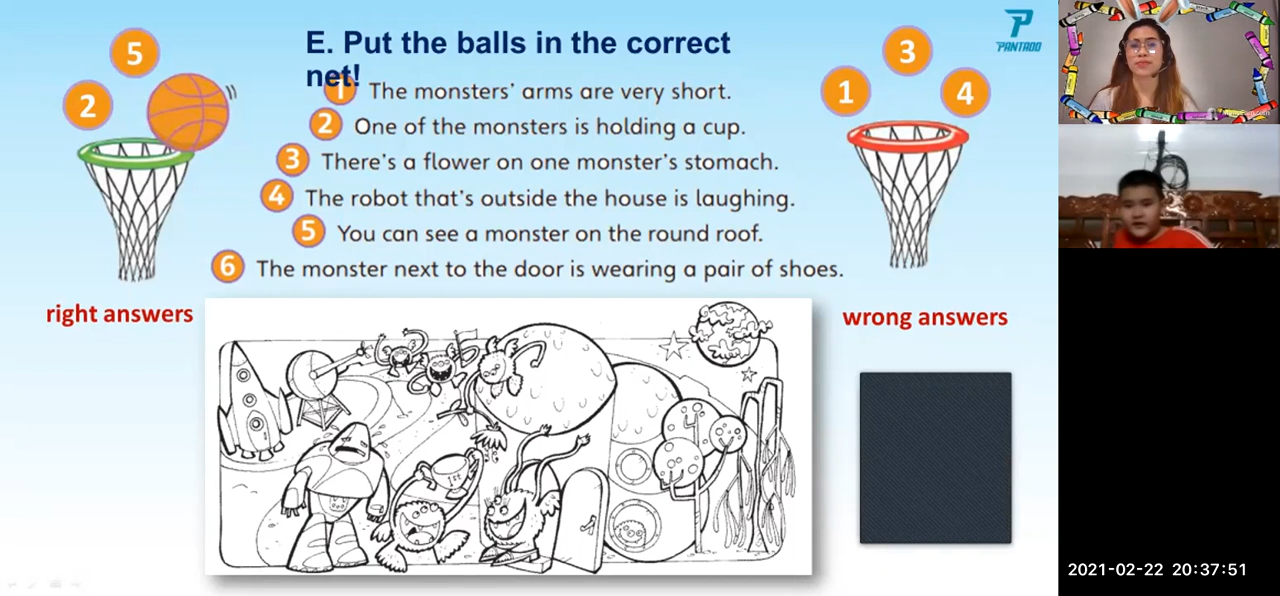 E. Put the balls in the correct
net!
PANTADO
5
2
3
1
4
1 The monsters' arms are very short.
2 One of the monsters is holding a cup.
3 There's a flower on one monster's stomach.
4 The robot that's outside the house is laughing.
5 You can see a monster on the round roof.
6 The monster next to the door is wearing a pair of shoes.
right answers
wrong answers
1st
2021-02-22 20:37:51